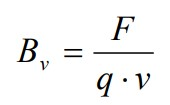 B_v = F / (q · v)